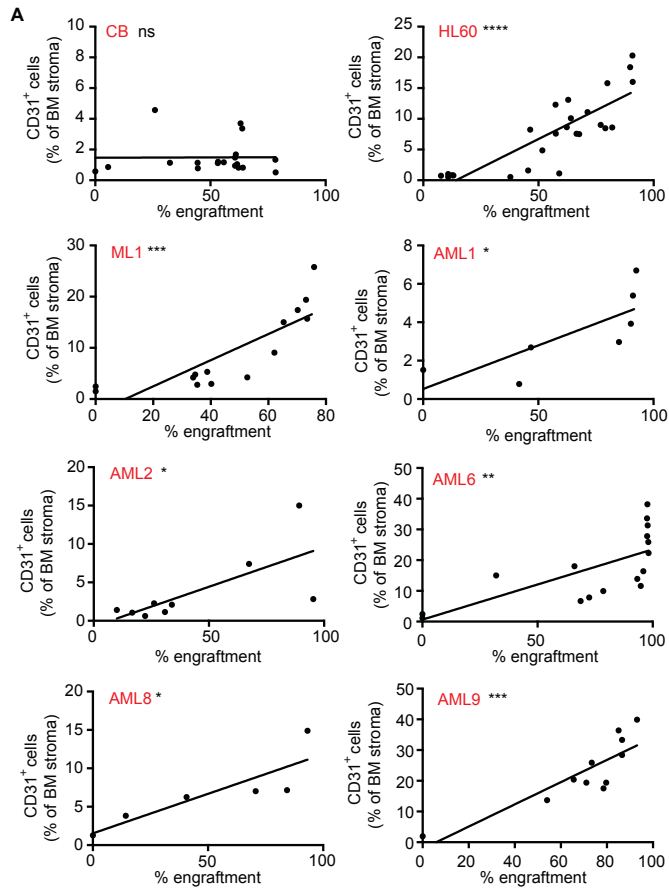 A
CB ns
CD31+ cells
(% of BM stroma)
10
8
6
4
2
0
0 50 100
% engraftment
HL60 ****
CD31+ cells
(% of BM stroma)
25
20
15
10
5
0
0 50 100
% engraftment
ML1 ***
CD31+ cells
(% of BM stroma)
30
20
10
0
0 20 40 60 80
% engraftment
AML1 *
CD31+ cells
(% of BM stroma)
8
6
4
2
0
0 50 100
% engraftment
AML2 *
CD31+ cells
(% of BM stroma)
20
15
10
5
0
0 50 100
% engraftment
AML6 **
CD31+ cells
(% of BM stroma)
50
40
30
20
10
0
0 20 40 60 80 100
% engraftment
AML8 *
CD31+ cells
(% of BM stroma)
20
15
10
5
0
0 50 100
% engraftment
AML9 ***
CD31+ cells
(% of BM stroma)
50
40
30
20
10
0
0 20 40 60 80 100
% engraftment